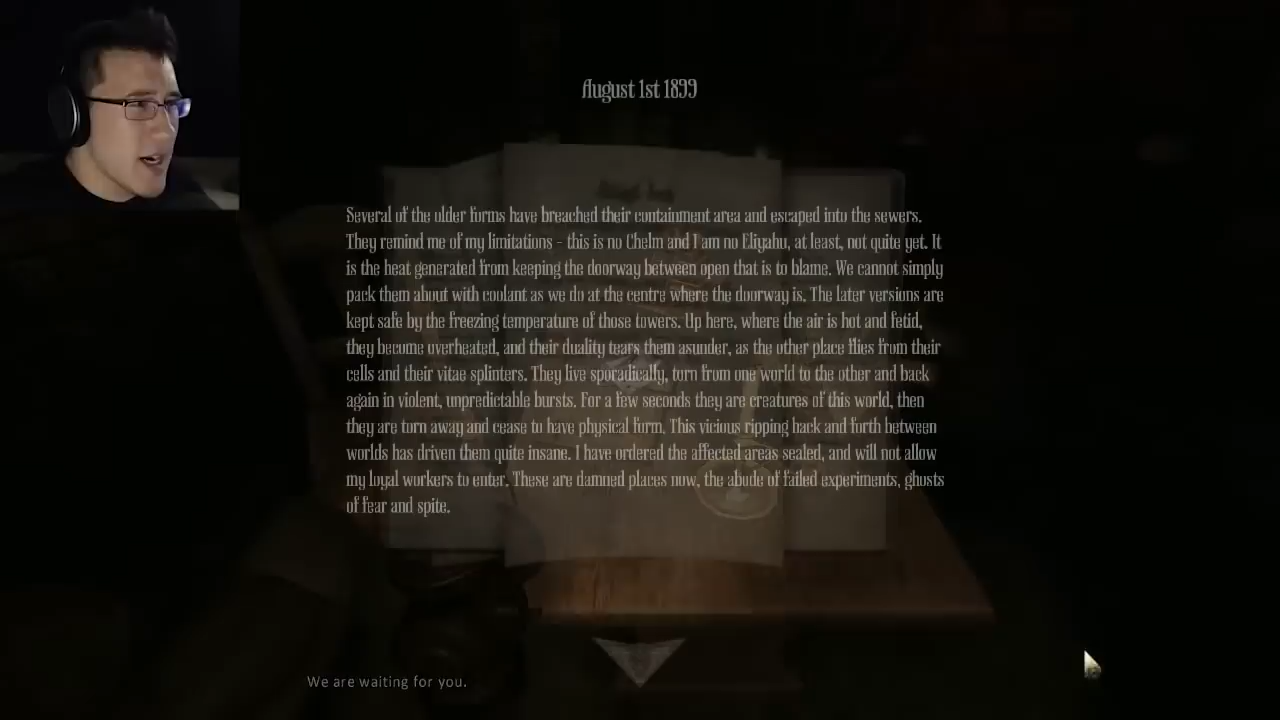 August 1st 1899
Several of the older forms have breached their containment area and escaped into the sewers.
They remind me of my limitations - this is no Chelm and I am no Eliyahu, at least, not quite yet. It
is the heat generated from keeping the doorway between open that is to blame. We cannot simply
pack them about with coolant as we do at the centre where the doorway is. The later versions are
kept safe by the freezing temperature of those towers. Up here, where the air is hot and fetid,
they become overheated, and their duality tears them asunder, as the other place flies from their
cells and their vitae splinters. They live sporadically, torn from one world to the other and back
again in violent, unpredictable bursts. For a few seconds they are creatures of this world, then
they are torn away and cease to have physical form. This vicious ripping back and forth between
worlds has driven them quite insane. I have ordered the affected areas sealed, and will not allow
my loyal workers to enter. These are damned places now, the abode of failed experiments, ghosts
of fear and spite.
We are waiting for you.